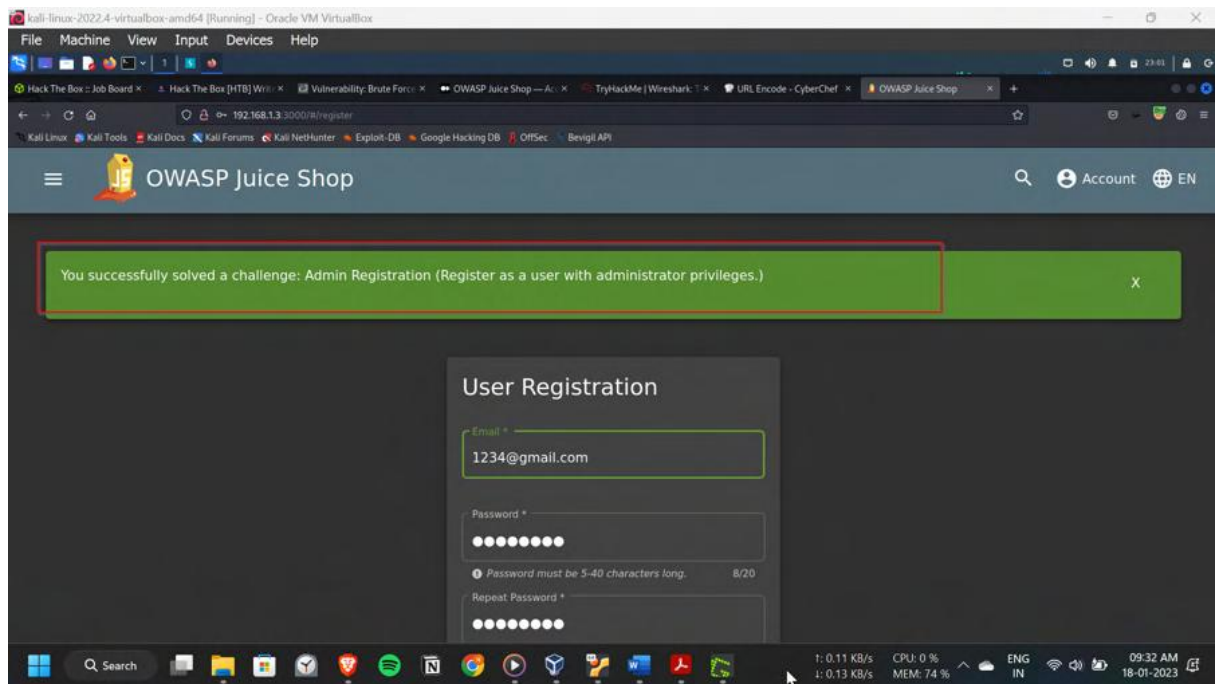 kali-linux-2022.4-virtualbox-amd64 [Running] - Oracle VM VirtualBox
File Machine View Input Devices Help
1 23:01
Hack The Box :: Job Board Hack The Box [HTB] Vulnerability: Brute Force OWASP Juice Shop — TryHackMe | Wireshark: URL Encode - CyberChef OWASP Juice Shop
192.168.1.3:3000/#/register
Kali Linux Kali Tools Kali Docs Kali Forums Kali NetHunter Exploit-DB Google Hacking DB OffSec Bevigil API
OWASP Juice Shop Account EN
You successfully solved a challenge: Admin Registration (Register as a user with administrator privileges.)
X
User Registration
Email *
1234@gmail.com
Password *
Password must be 5-40 characters long. 8/20
Repeat Password *
Search
↑: 0.11 KB/s CPU: 0 % ENG 09:32 AM
↓: 0.13 KB/s MEM: 74 % IN 18-01-2023